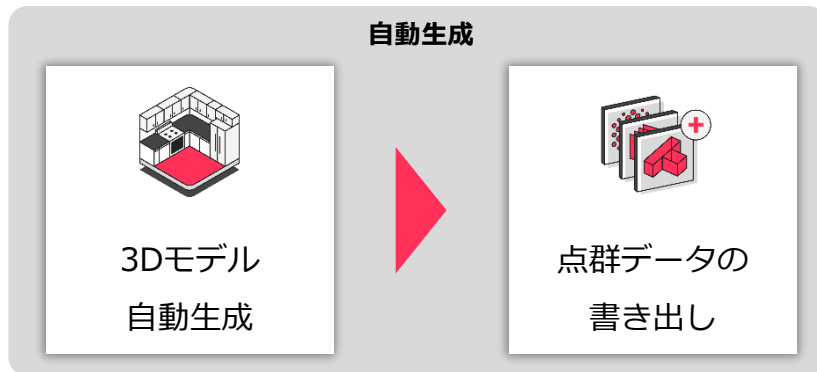 自動生成
3Dモデル
自動生成
点群データの
書き出し